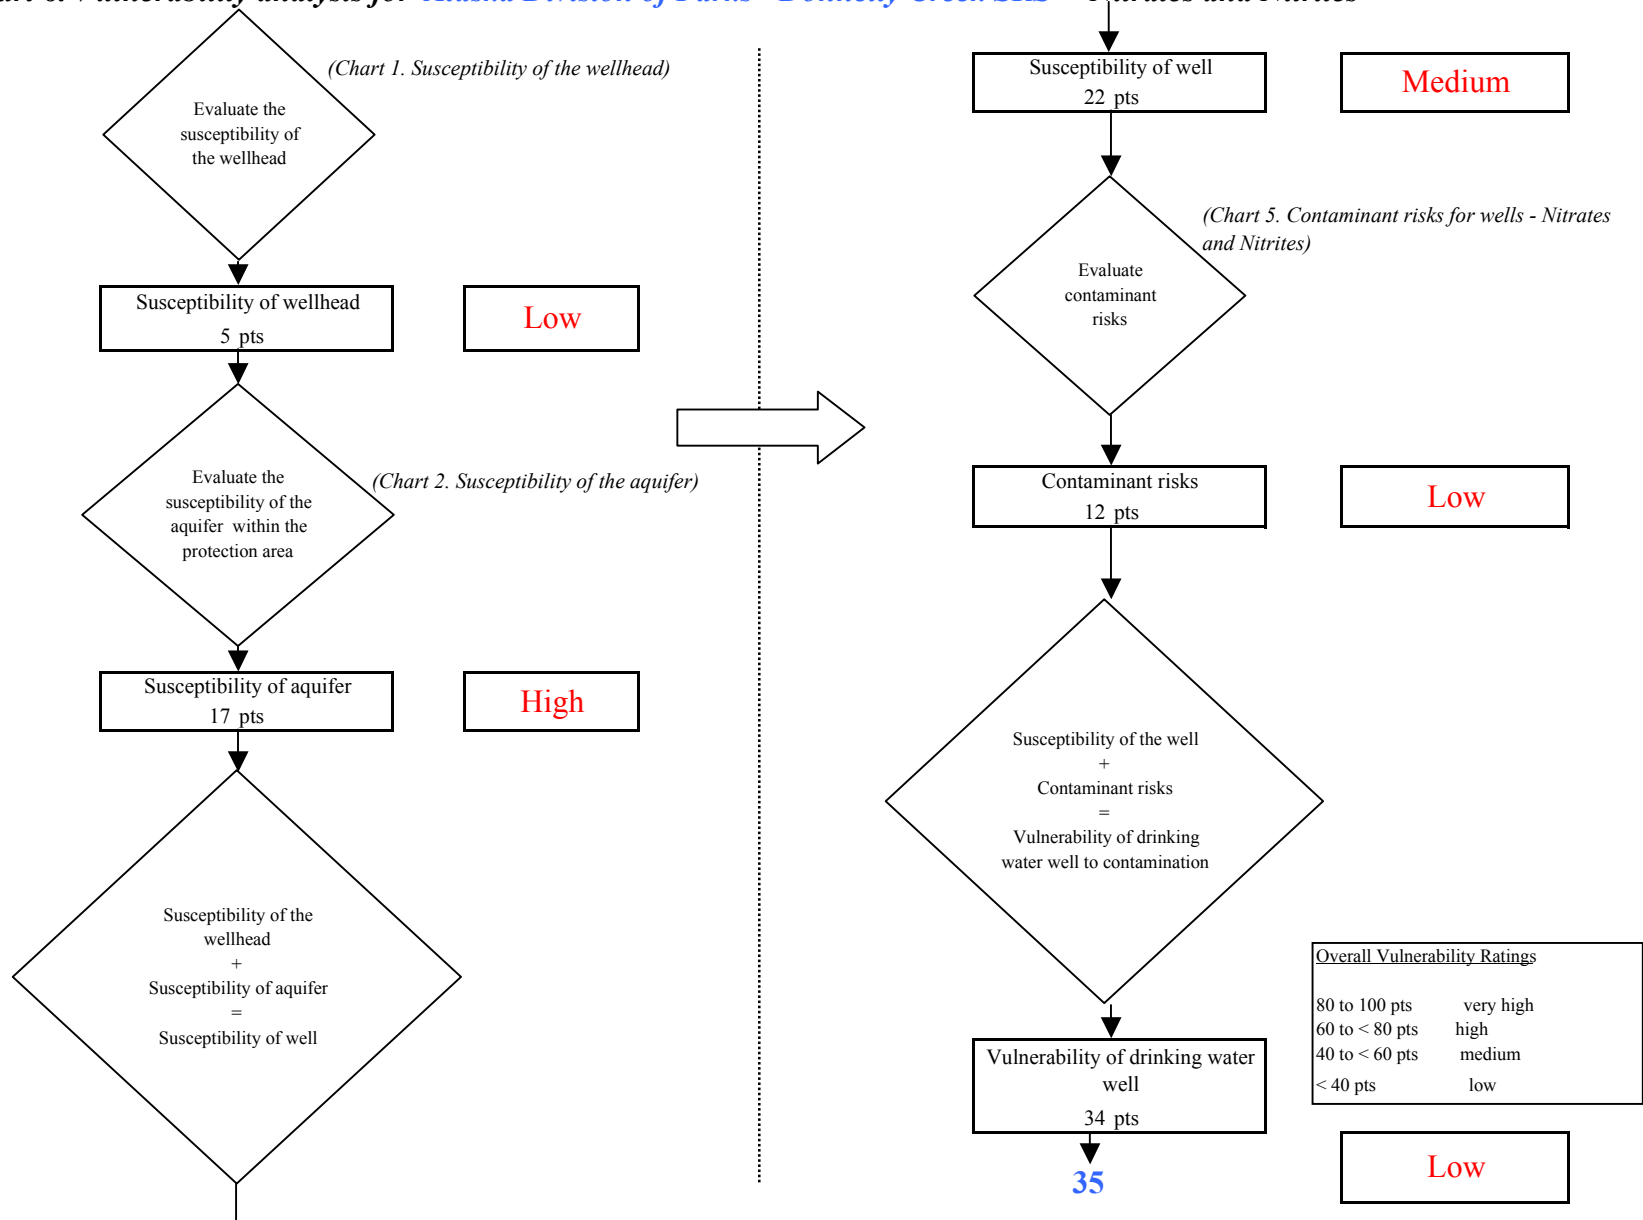 (Chart 1. Susceptibility of the wellhead)
Evaluate the
susceptibility of
the wellhead
Susceptibility of wellhead
5 pts
Low
Evaluate the
susceptibility of the
aquifer within the
protection area
(Chart 2. Susceptibility of the aquifer)
Susceptibility of aquifer
17 pts
High
Susceptibility of the
wellhead
+
Susceptibility of aquifer
=
Susceptibility of well
Susceptibility of well
22 pts
Medium
(Chart 5. Contaminant risks for wells - Nitrates
and Nitrites)
Evaluate
contaminant
risks
Contaminant risks
12 pts
Low
Susceptibility of the well
+
Contaminant risks
=
Vulnerability of drinking
water well to contamination
Overall Vulnerability Ratings
80 to 100 pts very high
60 to < 80 pts high
40 to < 60 pts medium
< 40 pts low
Vulnerability of drinking water
well
34 pts
35
Low